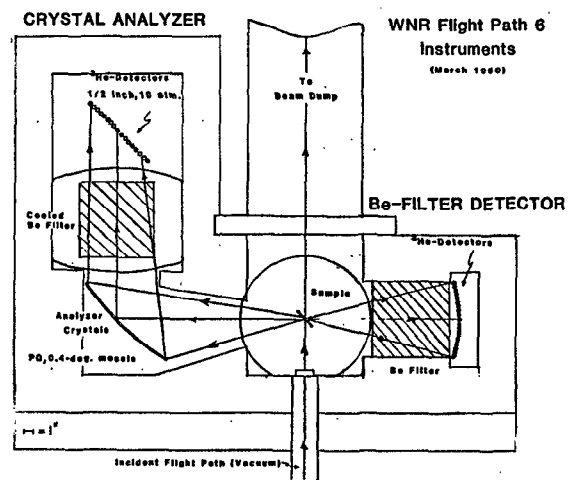 CRYSTAL ANALYZER
WNR Flight Path 6
Instruments
(March 1980)
To
Beam Dump
³He-Detectors
1/2 inch, 10 atm.
Be-FILTER DETECTOR
Cooled
Be Filter
³He-Detectors
Sample
Analyzer
Crystals
PG, 0.4-deg. mosaic
Be Filter
Incident Flight Path (Vacuum)